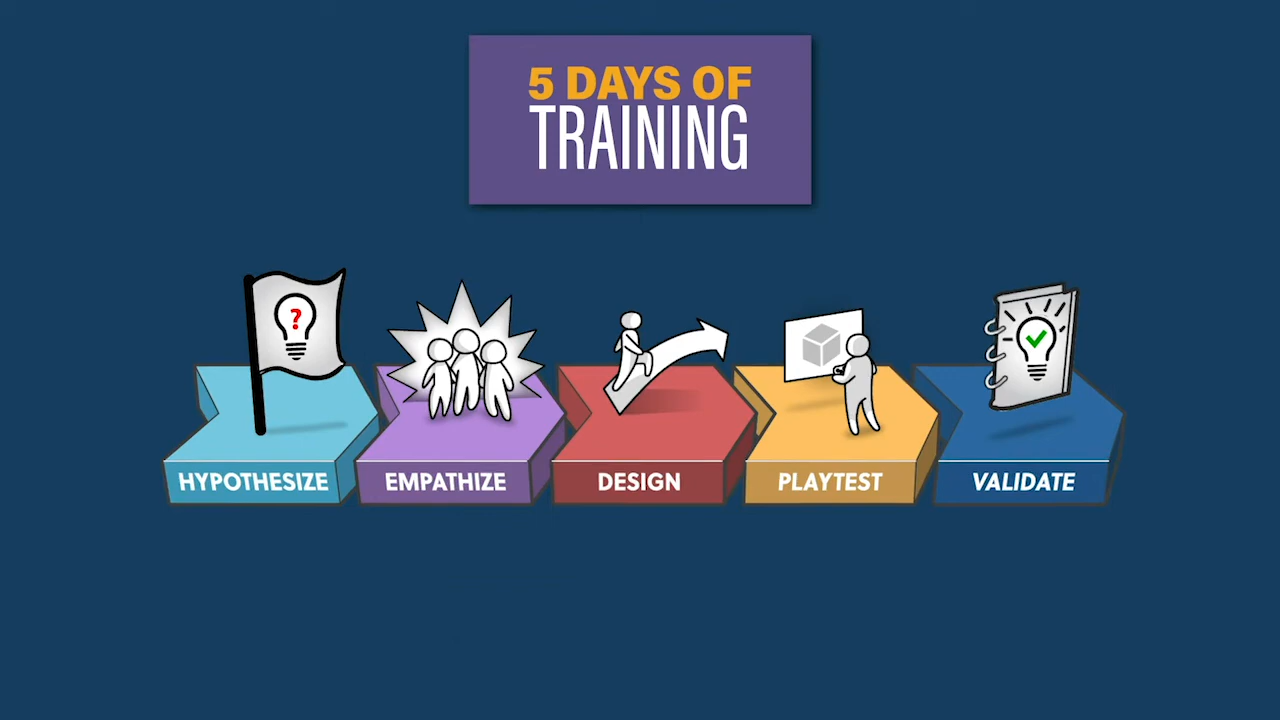 5 DAYS OF
TRAINING
?
HYPOTHESIZE
EMPATHIZE
DESIGN
PLAYTEST
VALIDATE